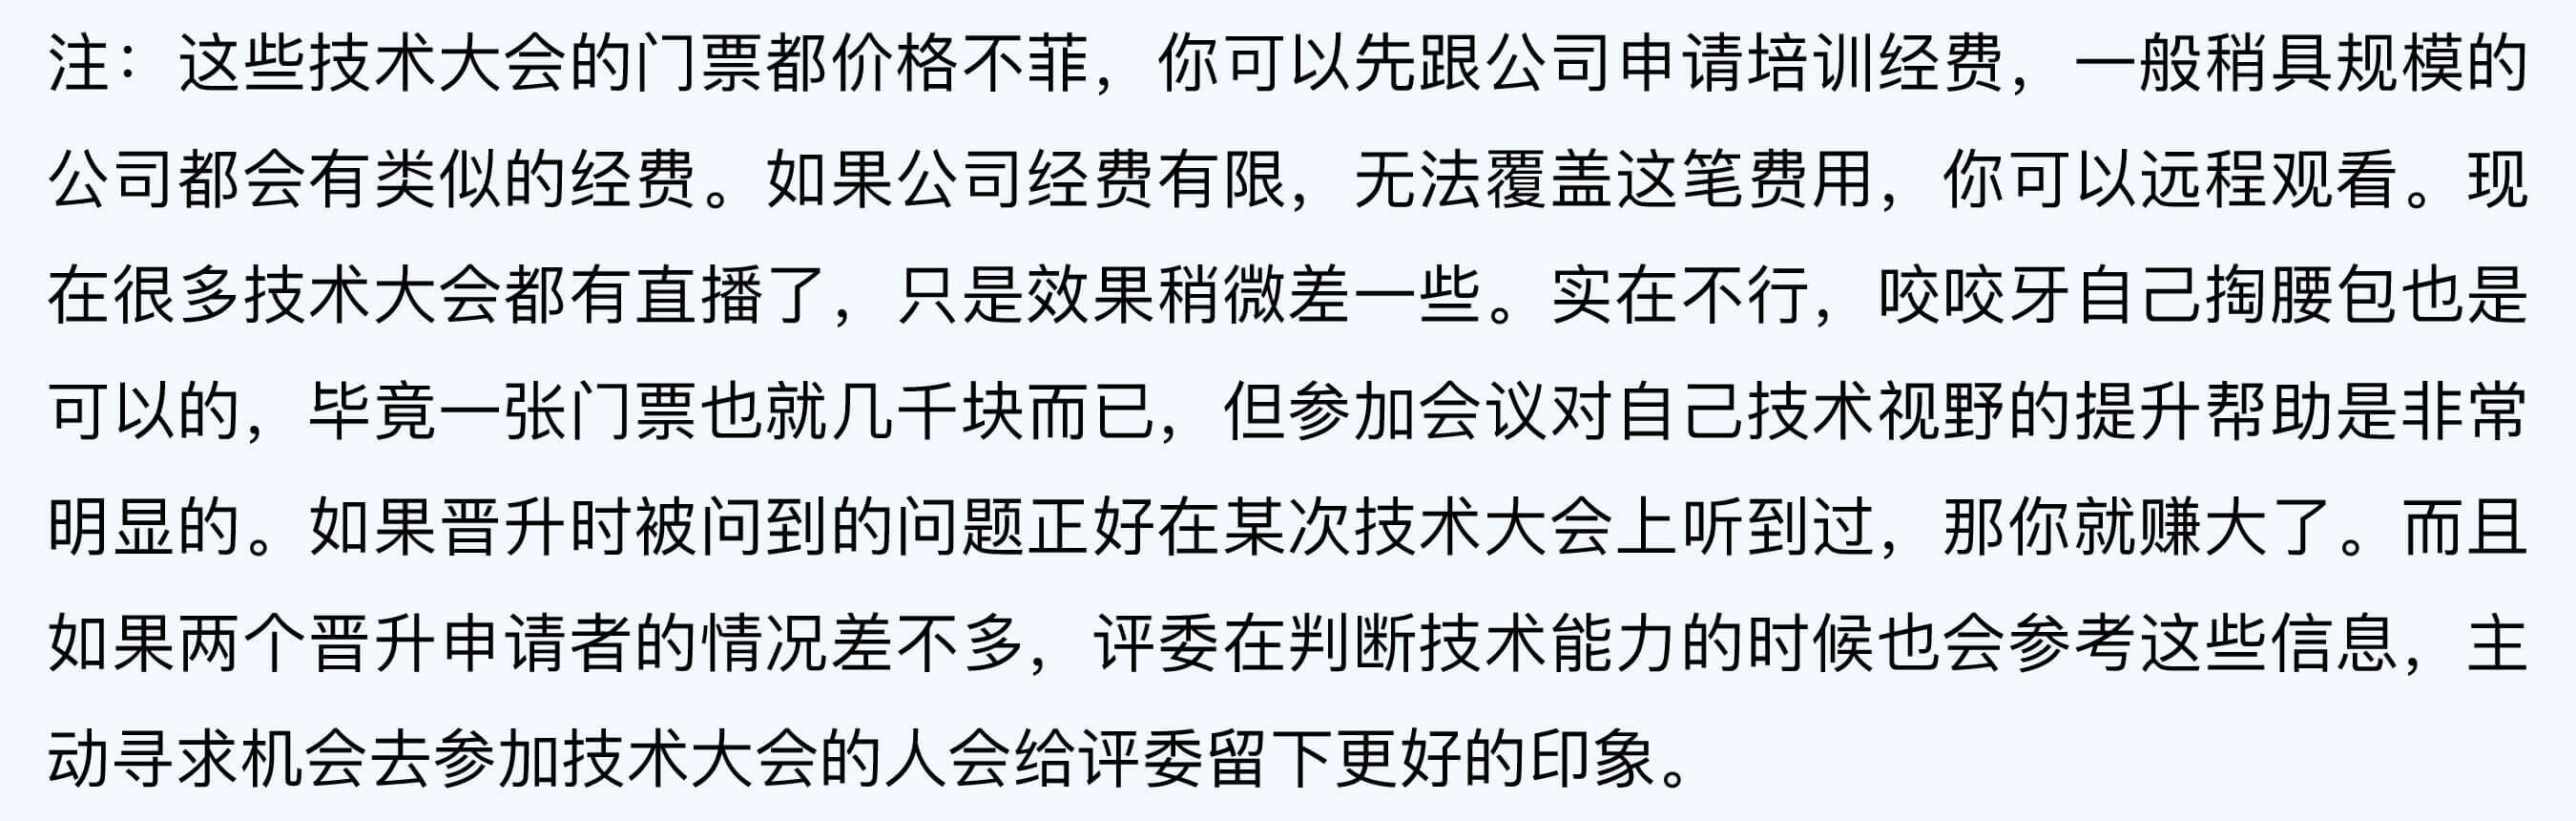 注：这些技术大会的门票都价格不菲，你可以先跟公司申请培训经费，一般稍具规模的
公司都会有类似的经费。如果公司经费有限，无法覆盖这笔费用，你可以远程观看。现
在很多技术大会都有直播了，只是效果稍微差一些。实在不行，咬咬牙自己掏腰包也是
可以的，毕竟一张门票也就几千块而已，但参加会议对自己技术视野的提升帮助是非常
明显的。如果晋升时被问到的问题正好在某次技术大会上听到过，那你就赚大了。而且
如果两个晋升申请者的情况差不多，评委在判断技术能力的时候也会参考这些信息，主
动寻求机会去参加技术大会的人会给评委留下更好的印象。